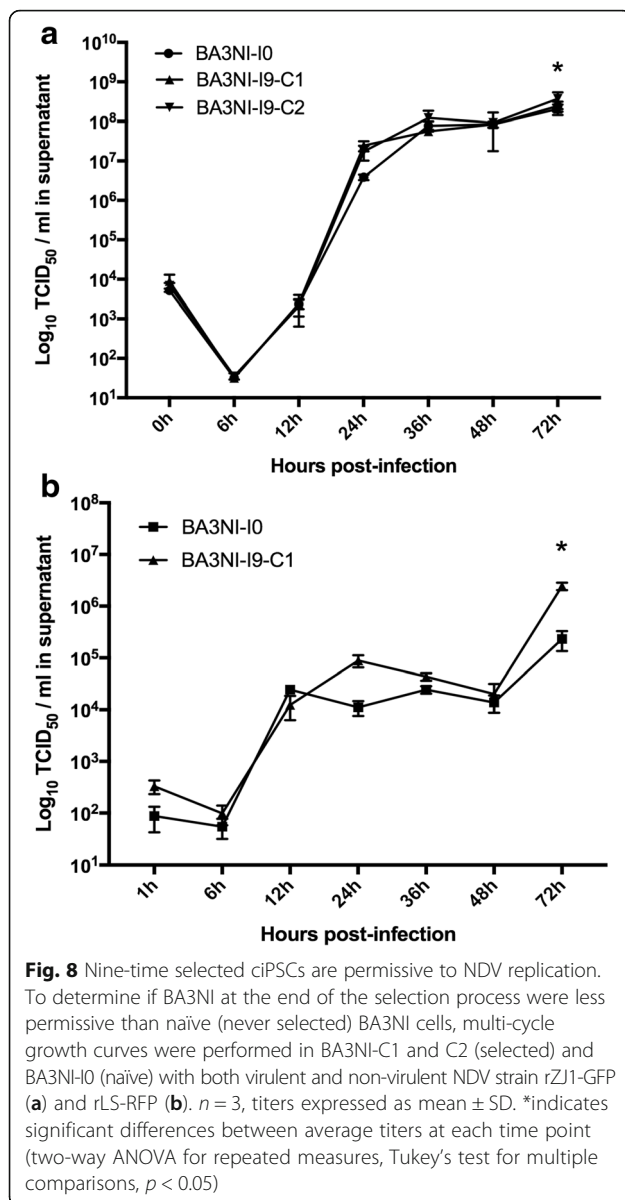 a
10¹⁰
10⁹
10⁸
10⁷
10⁶
10⁵
10⁴
10³
10²
10¹
Log₁₀ TCID₅₀ / ml in supernatant
BA3NI-I0
BA3NI-I9-C1
BA3NI-I9-C2
*
0h 6h 12h 24h 36h 48h 72h
Hours post-infection
b
10⁸
10⁷
10⁶
10⁵
10⁴
10³
10²
10¹
Log₁₀ TCID₅₀ / ml in supernatant
BA3NI-I0
BA3NI-I9-C1
*
1h 6h 12h 24h 36h 48h 72h
Hours post-infection
Fig. 8 Nine-time selected ciPSCs are permissive to NDV replication.
To determine if BA3NI at the end of the selection process were less
permissive than naïve (never selected) BA3NI cells, multi-cycle
growth curves were performed in BA3NI-C1 and C2 (selected) and
BA3NI-I0 (naïve) with both virulent and non-virulent NDV strain rZJ1-GFP
(a) and rLS-RFP (b). n = 3, titers expressed as mean ± SD. *indicates
significant differences between average titers at each time point
(two-way ANOVA for repeated measures, Tukey's test for multiple
comparisons, p < 0.05)